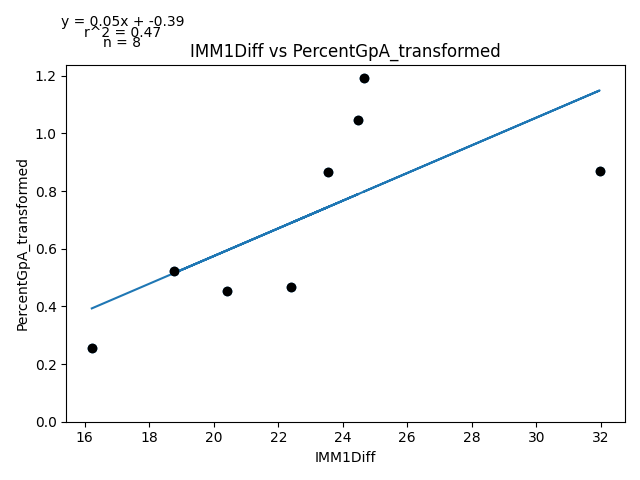 y = 0.05x + -0.39
r^2 = 0.47
n = 8
IMM1Diff vs PercentGpA_transformed
1.2
1.0
0.8
0.6
0.4
0.2
0.0
PercentGpA_transformed
16 18 20 22 24 26 28 30 32
IMM1Diff